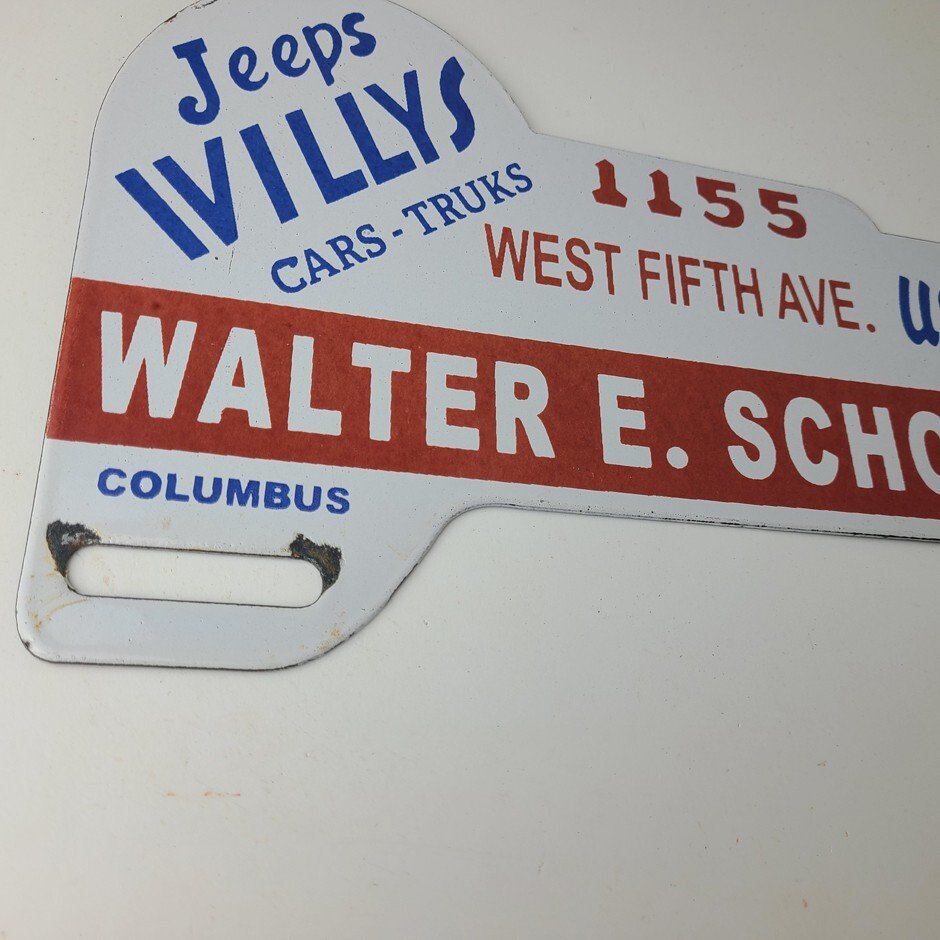 Jeeps
WILLYS
CARS - TRUKS
1155
WEST FIFTH AVE.
WALTER E. SCHO
COLUMBUS